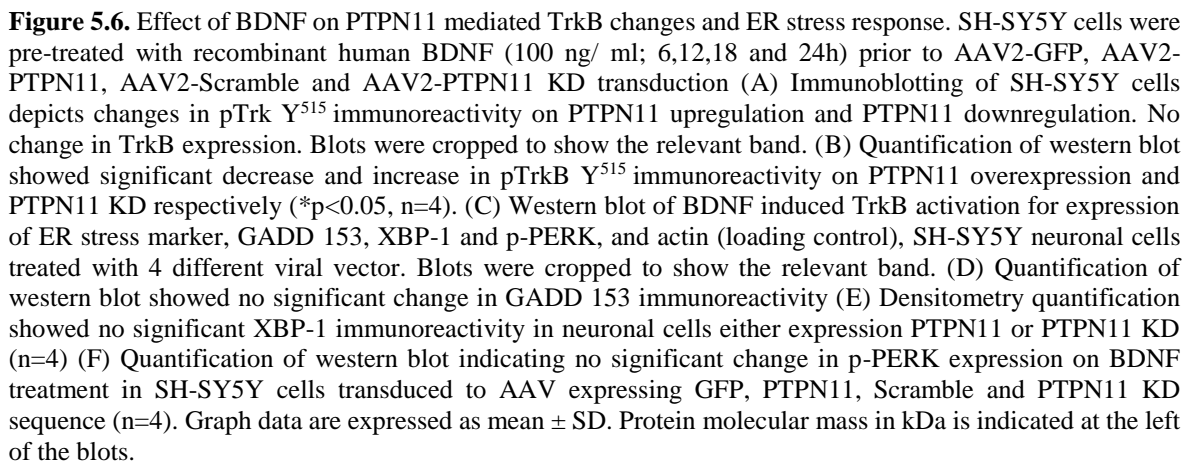 Figure 5.6. Effect of BDNF on PTPN11 mediated TrkB changes and ER stress response. SH-SY5Y cells were
pre-treated with recombinant human BDNF (100 ng/ ml; 6,12,18 and 24h) prior to AAV2-GFP, AAV2-
PTPN11, AAV2-Scramble and AAV2-PTPN11 KD transduction (A) Immunoblotting of SH-SY5Y cells
depicts changes in pTrk Y⁵¹⁵ immunoreactivity on PTPN11 upregulation and PTPN11 downregulation. No
change in TrkB expression. Blots were cropped to show the relevant band. (B) Quantification of western blot
showed significant decrease and increase in pTrkB Y⁵¹⁵ immunoreactivity on PTPN11 overexpression and
PTPN11 KD respectively (*p<0.05, n=4). (C) Western blot of BDNF induced TrkB activation for expression
of ER stress marker, GADD 153, XBP-1 and p-PERK, and actin (loading control), SH-SY5Y neuronal cells
treated with 4 different viral vector. Blots were cropped to show the relevant band. (D) Quantification of
western blot showed no significant change in GADD 153 immunoreactivity (E) Densitometry quantification
showed no significant XBP-1 immunoreactivity in neuronal cells either expression PTPN11 or PTPN11 KD
(n=4) (F) Quantification of western blot indicating no significant change in p-PERK expression on BDNF
treatment in SH-SY5Y cells transduced to AAV expressing GFP, PTPN11, Scramble and PTPN11 KD
sequence (n=4). Graph data are expressed as mean ± SD. Protein molecular mass in kDa is indicated at the left
of the blots.